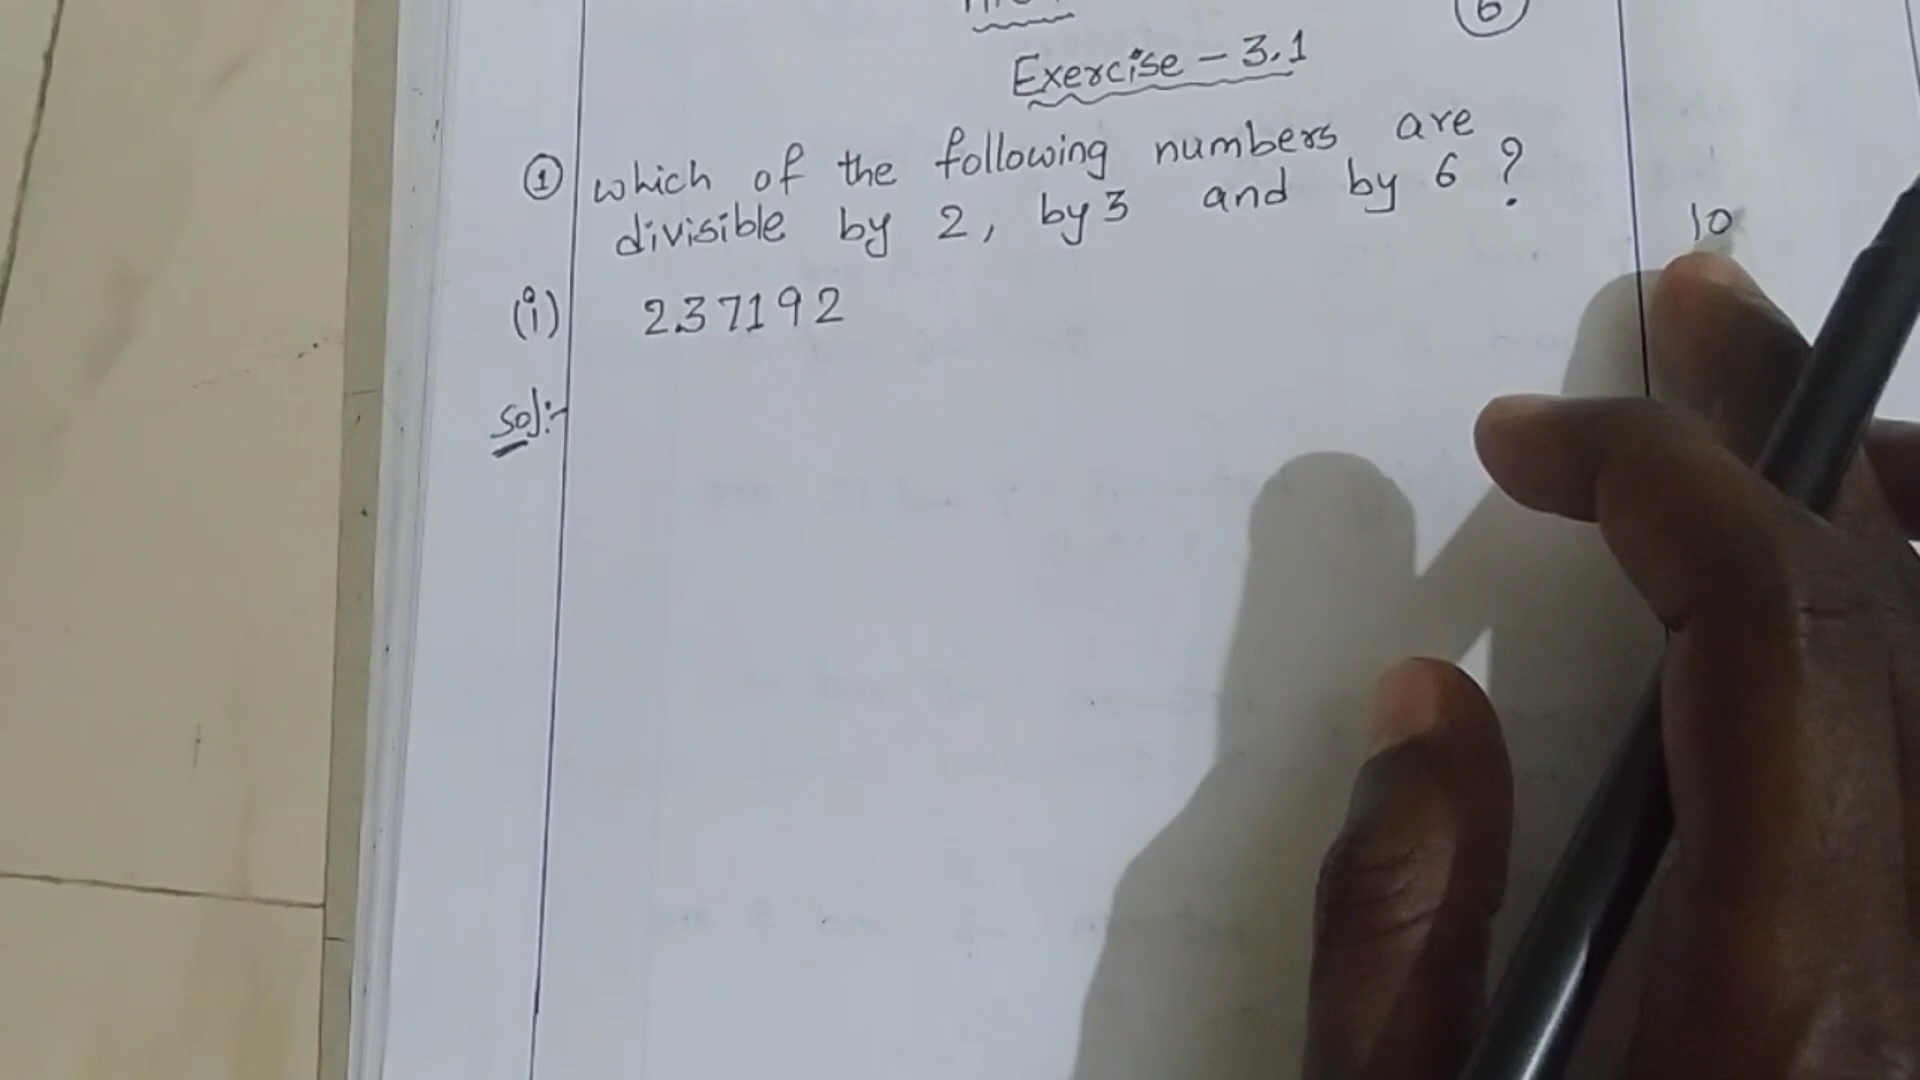 6
Exercise - 3.1
① which of the following numbers are
divisible by 2, by 3 and by 6 ?
10
(i) 237192
Sol:-